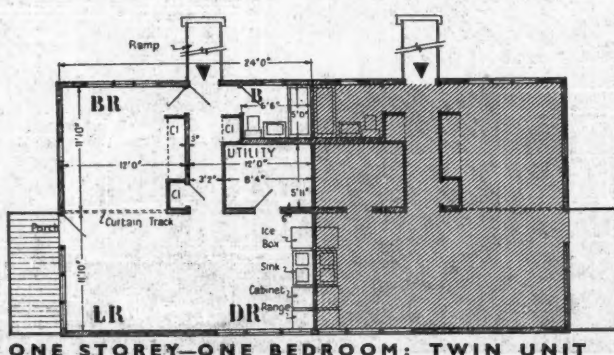 Ramp
24'0"
BR
B
6'6"
5'0"
Cl
3"
Cl
11'10"
12'0"
UTILITY
12'0"
3'2"
8'4"
5'11"
Cl
6"
Porch
Curtain Track
Ice
Box
Sink
11'10"
Cabinet
Range
LR
DR
ONE STOREY—ONE BEDROOM: TWIN UNIT